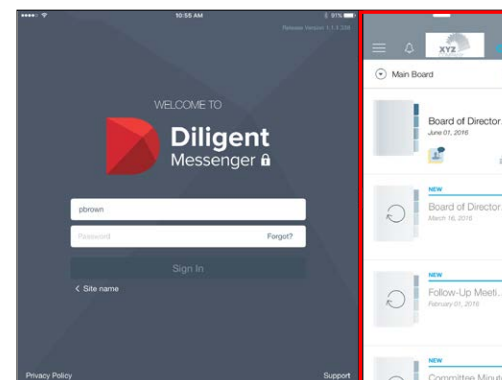 10:55 AM
91%
Release Version 1.1.1.228
WELCOME TO
Diligent
Messenger
pbrown
Password
Forgot?
Sign In
< Site name
Privacy Policy
Support
XYZ
Main Board
Board of Director..
June 01, 2016
NEW
Board of Director..
March 16, 2016
NEW
Follow-Up Meeti...
February 01, 2016
NEW
Committee Minut